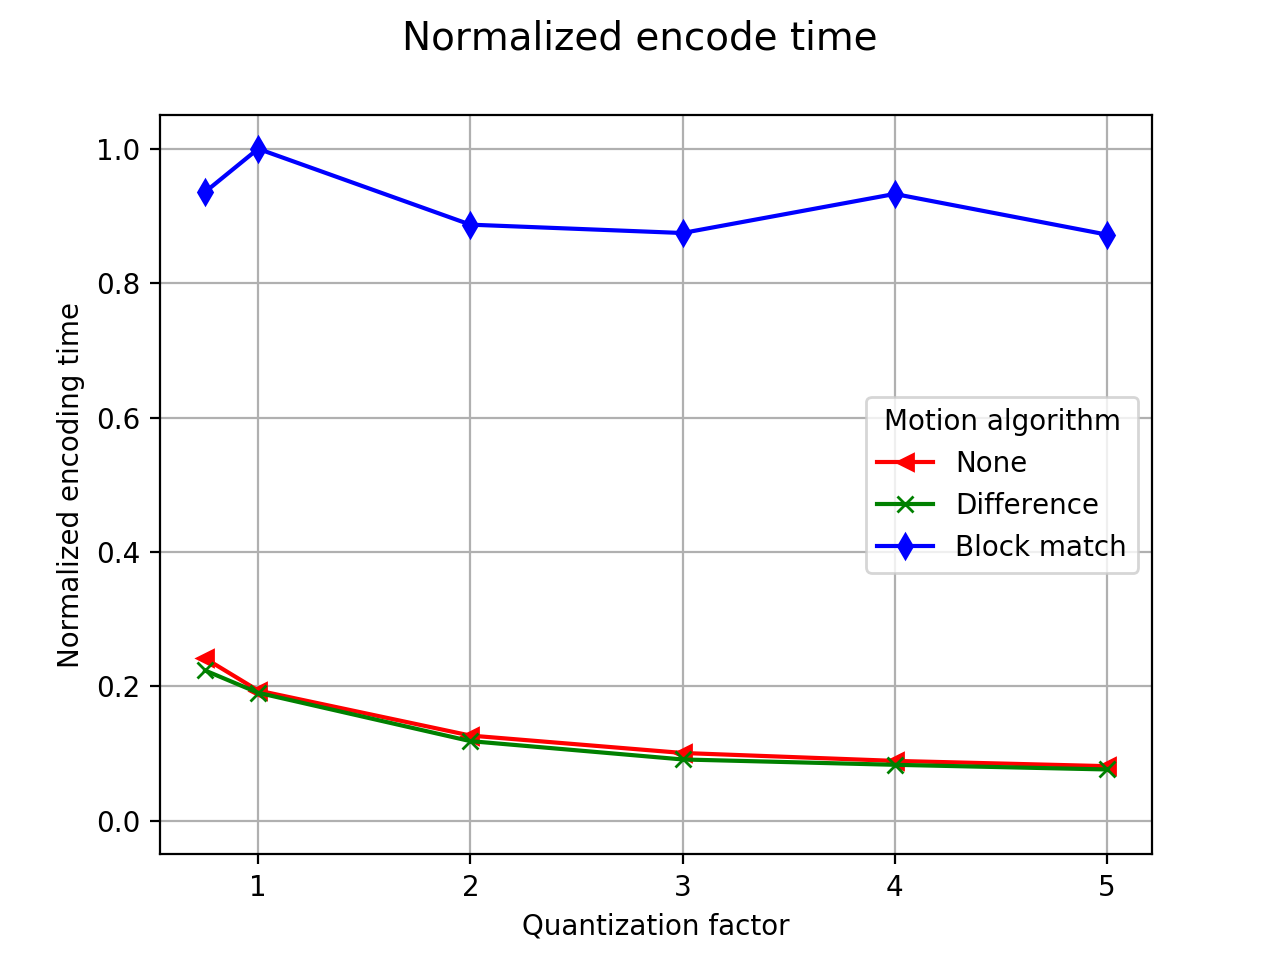 Normalized encode time
1.0
0.8
0.6
0.4
0.2
0.0
Normalized encoding time
Motion algorithm
None
Difference
Block match
1 2 3 4 5
Quantization factor